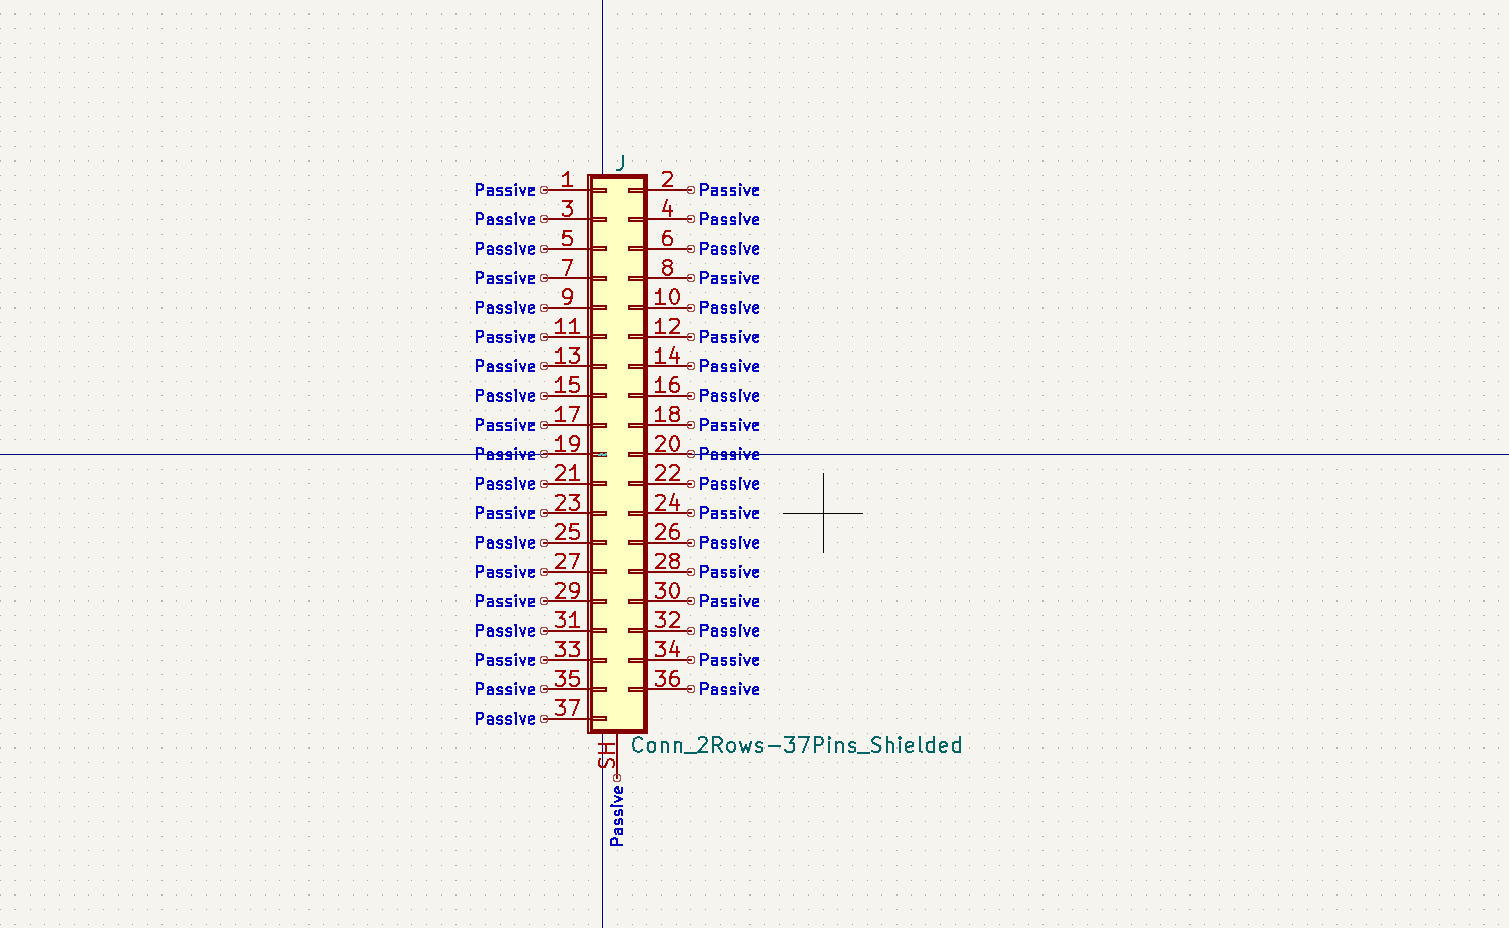 J
Passive 1 2 Passive
Passive 3 4 Passive
Passive 5 6 Passive
Passive 7 8 Passive
Passive 9 10 Passive
Passive 11 12 Passive
Passive 13 14 Passive
Passive 15 16 Passive
Passive 17 18 Passive
Passive 19 20 Passive
Passive 21 22 Passive
Passive 23 24 Passive
Passive 25 26 Passive
Passive 27 28 Passive
Passive 29 30 Passive
Passive 31 32 Passive
Passive 33 34 Passive
Passive 35 36 Passive
Passive 37
SH
Conn_2Rows-37Pins_Shielded
Passive